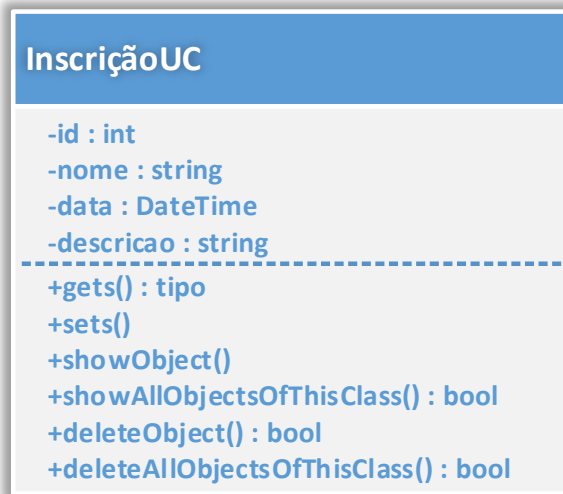 InscriçãoUC
-id : int
-nome : string
-data : DateTime
-descricao : string
+gets() : tipo
+sets()
+showObject()
+showAllObjectsOfThisClass() : bool
+deleteObject() : bool
+deleteAllObjectsOfThisClass() : bool